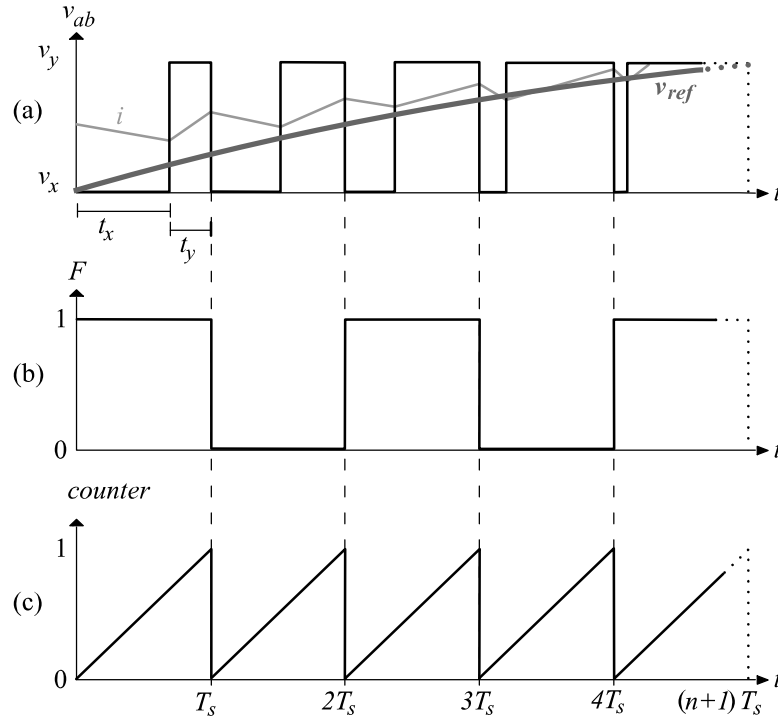 v_ab
v_y
(a)
i
v_ref
v_x
t
t_x
t_y
F
1
(b)
0
t
counter
1
(c)
0
t
T_s
2T_s
3T_s
4T_s
(n+1) T_s